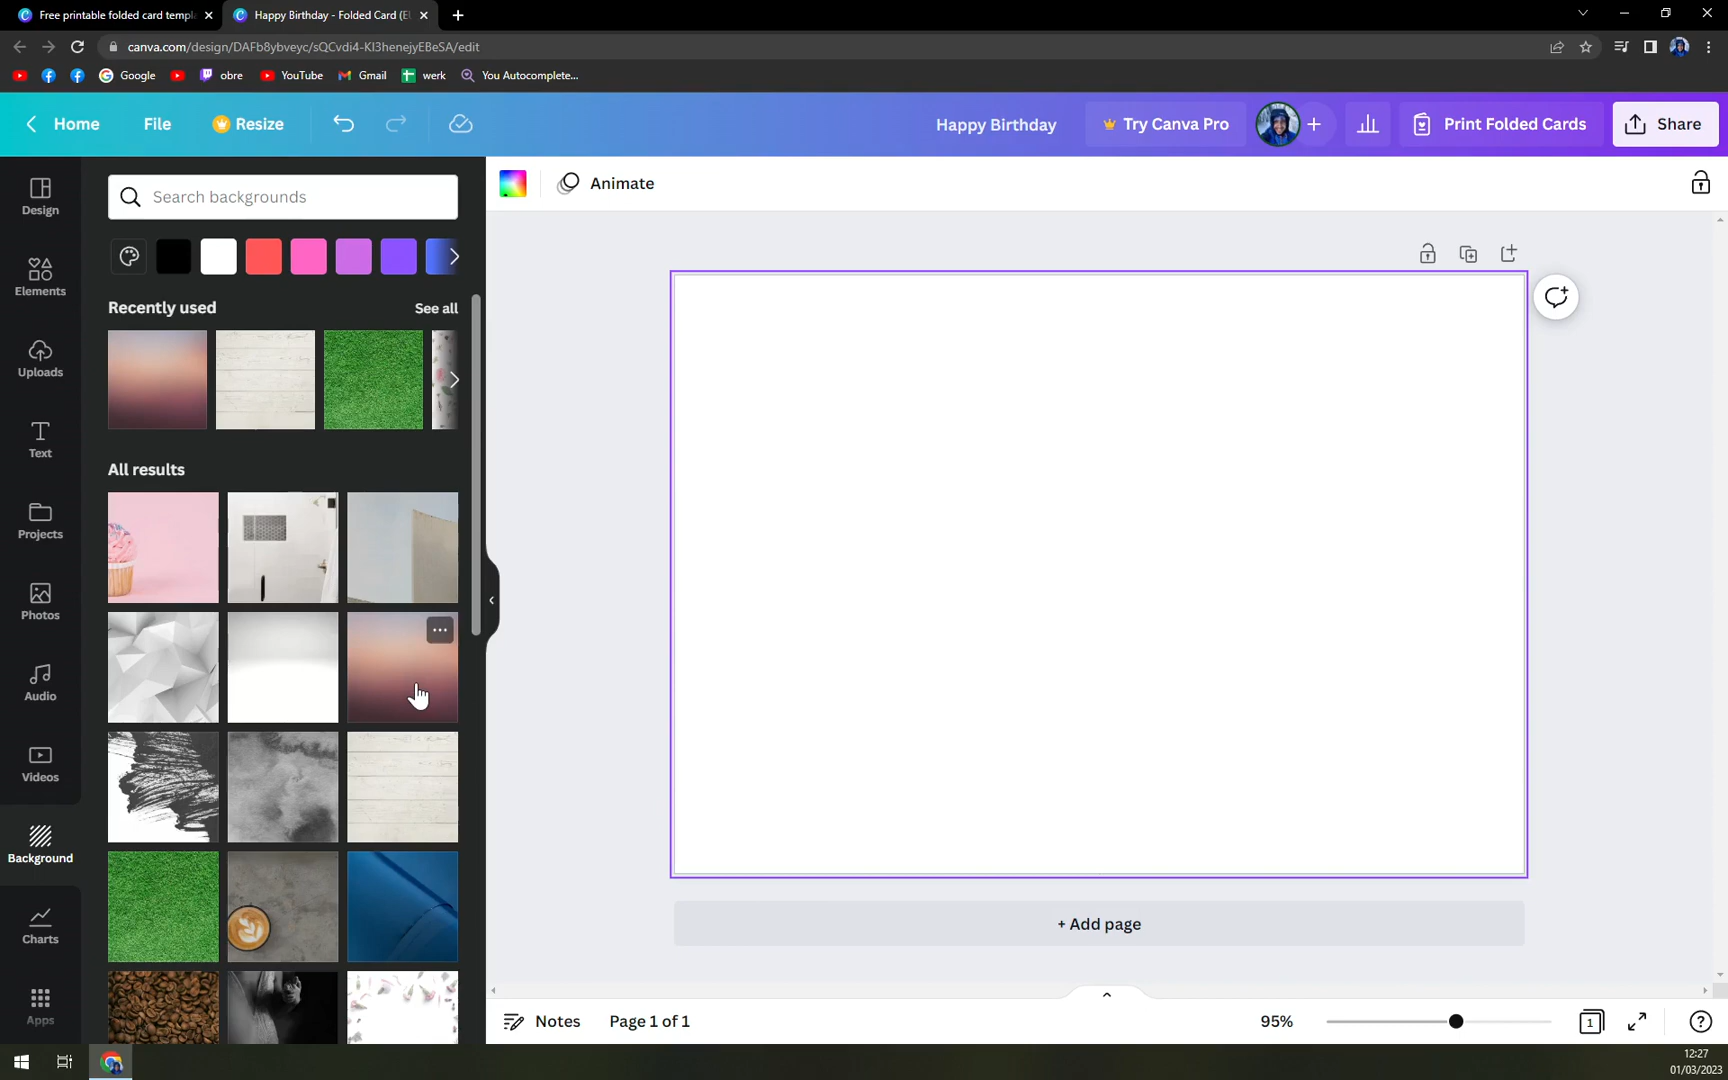 Free printable folded card templ
Happy Birthday - Folded Card (EU
canva.com/design/DAFb8ybveyc/sQCvdi4-KI3henejyEBeSA/edit
Google
obre
YouTube
Gmail
werk
You Autocomplete...
Home
File
Resize
Happy Birthday
Try Canva Pro
Print Folded Cards
Share
Design
Elements
Uploads
Text
Projects
Photos
Audio
Videos
Background
Charts
Apps
Search backgrounds
Recently used
See all
All results
Animate
+ Add page
Notes
Page 1 of 1
95%
1
12:27
01/03/2023